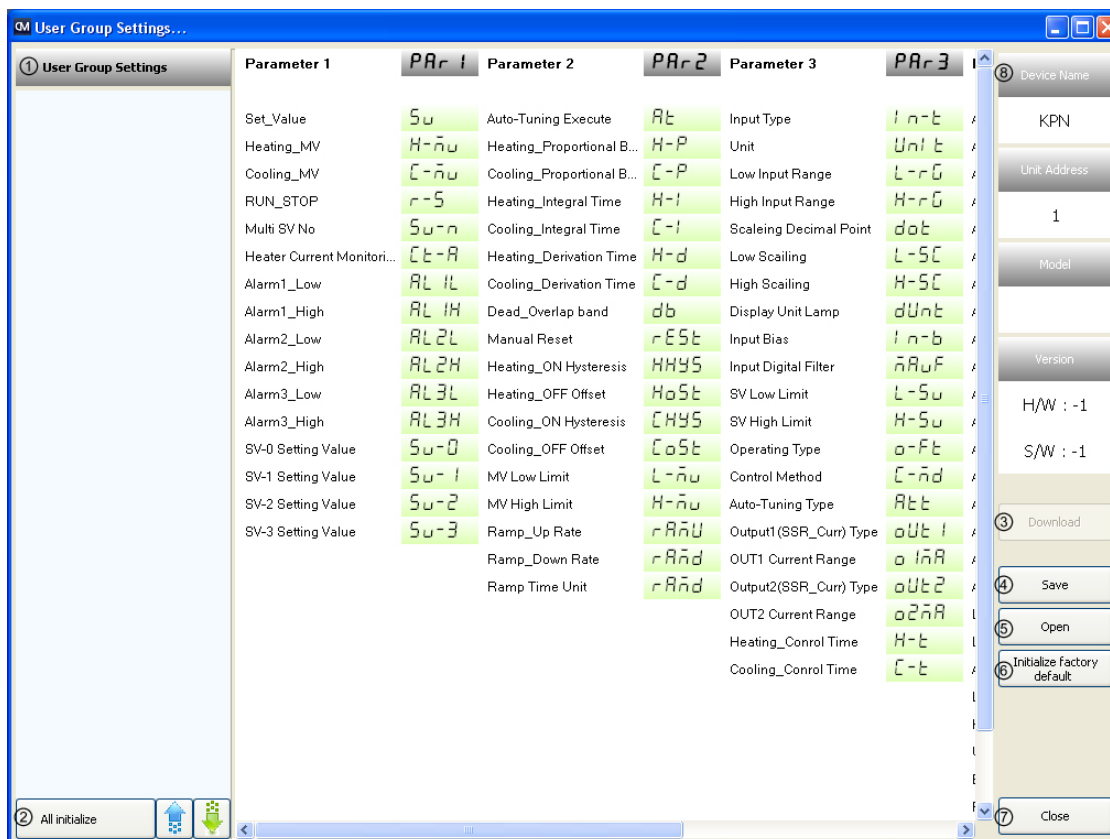 CM User Group Settings...
① User Group Settings
Parameter 1 PAr 1 Parameter 2 PAr2 Parameter 3 PAr3
Set_Value Su Auto-Tuning Execute At Input Type In-t
Heating_MV H-ñu Heating_Proportional B... H-P Unit UnIt
Cooling_MV C-ñu Cooling_Proportional B... C-P Low Input Range L-rG
RUN_STOP r-S Heating_Integral Time H-I High Input Range H-rG
Multi SV No Su-n Cooling_Integral Time C-I Scaleing Decimal Point dot
Heater Current Monitori... Ct-A Heating_Derivation Time H-d Low Scailing L-SC
Alarm1_Low AL1L Cooling_Derivation Time C-d High Scailing H-SC
Alarm1_High AL1H Dead_Overlap band db Display Unit Lamp dUnt
Alarm2_Low AL2L Manual Reset rESt Input Bias In-b
Alarm2_High AL2H Heating_ON Hysteresis HHYS Input Digital Filter ñAuF
Alarm3_Low AL3L Heating_OFF Offset HoSt SV Low Limit L-Su
Alarm3_High AL3H Cooling_ON Hysteresis CHYS SV High Limit H-Su
SV-0 Setting Value Su-0 Cooling_OFF Offset CoSt Operating Type o-Ft
SV-1 Setting Value Su-1 MV Low Limit L-ñu Control Method C-ñd
SV-2 Setting Value Su-2 MV High Limit H-ñu Auto-Tuning Type Att
SV-3 Setting Value Su-3 Ramp_Up Rate rAñU Output1(SSR_Curr) Type oUt1
Ramp_Down Rate rAñd OUT1 Current Range o1ñA
Ramp Time Unit rAñd Output2(SSR_Curr) Type oUt2
OUT2 Current Range o2ñA
Heating_Conrol Time H-t
Cooling_Conrol Time C-t
② All initialize
⑧ Device Name
KPN
Unit Address
1
Model
Version
H/W : -1
S/W : -1
③ Download
④ Save
⑤ Open
⑥ Initialize factory
default
⑦ Close